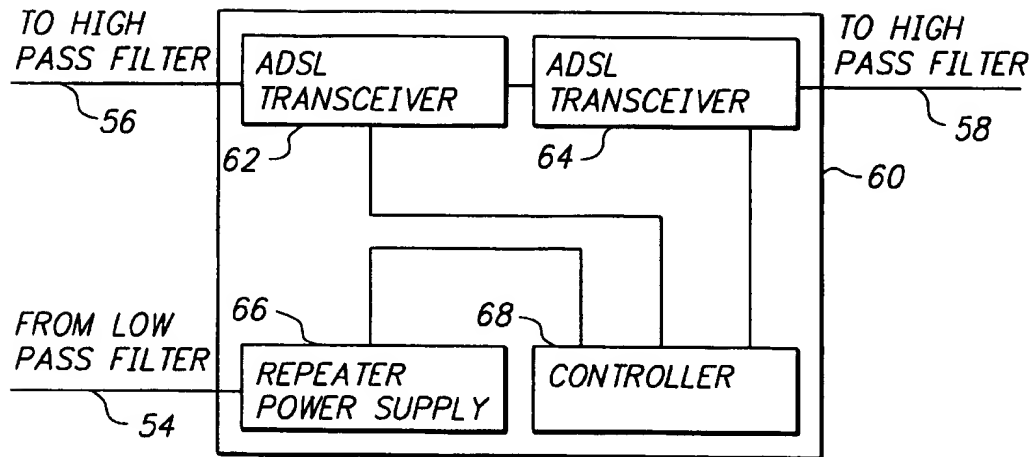 TO HIGH
PASS FILTER
56
ADSL
TRANSCEIVER
62
ADSL
TRANSCEIVER
64
TO HIGH
PASS FILTER
58
60
FROM LOW
PASS FILTER
54
66
REPEATER
POWER SUPPLY
68
CONTROLLER